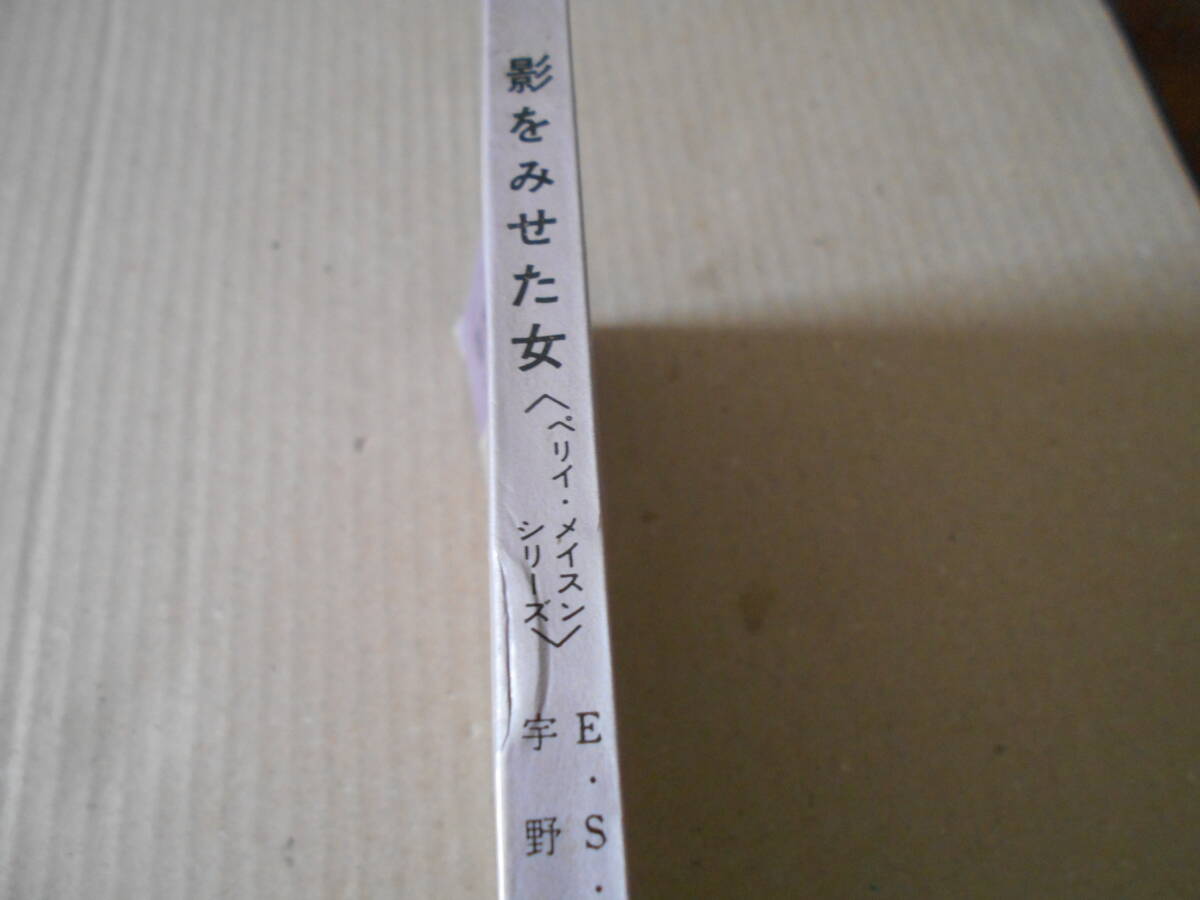 影をみせた女
〈ペリイ・メイスン
シリーズ〉
E・S・
宇野